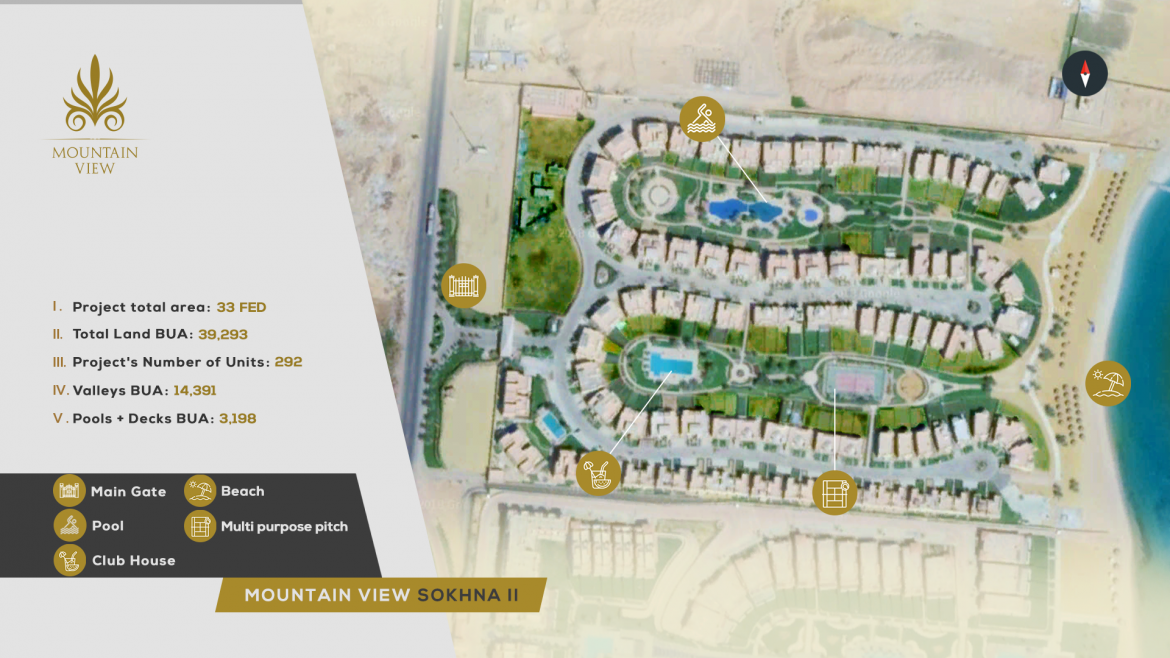 MOUNTAIN
VIEW
I. Project total area: 33 FED
II. Total Land BUA: 39,293
III. Project's Number of Units: 292
IV. Valleys BUA: 14,391
V. Pools + Decks BUA: 3,198
Main Gate
Beach
Pool
Multi purpose pitch
Club House
MOUNTAIN VIEW SOKHNA II